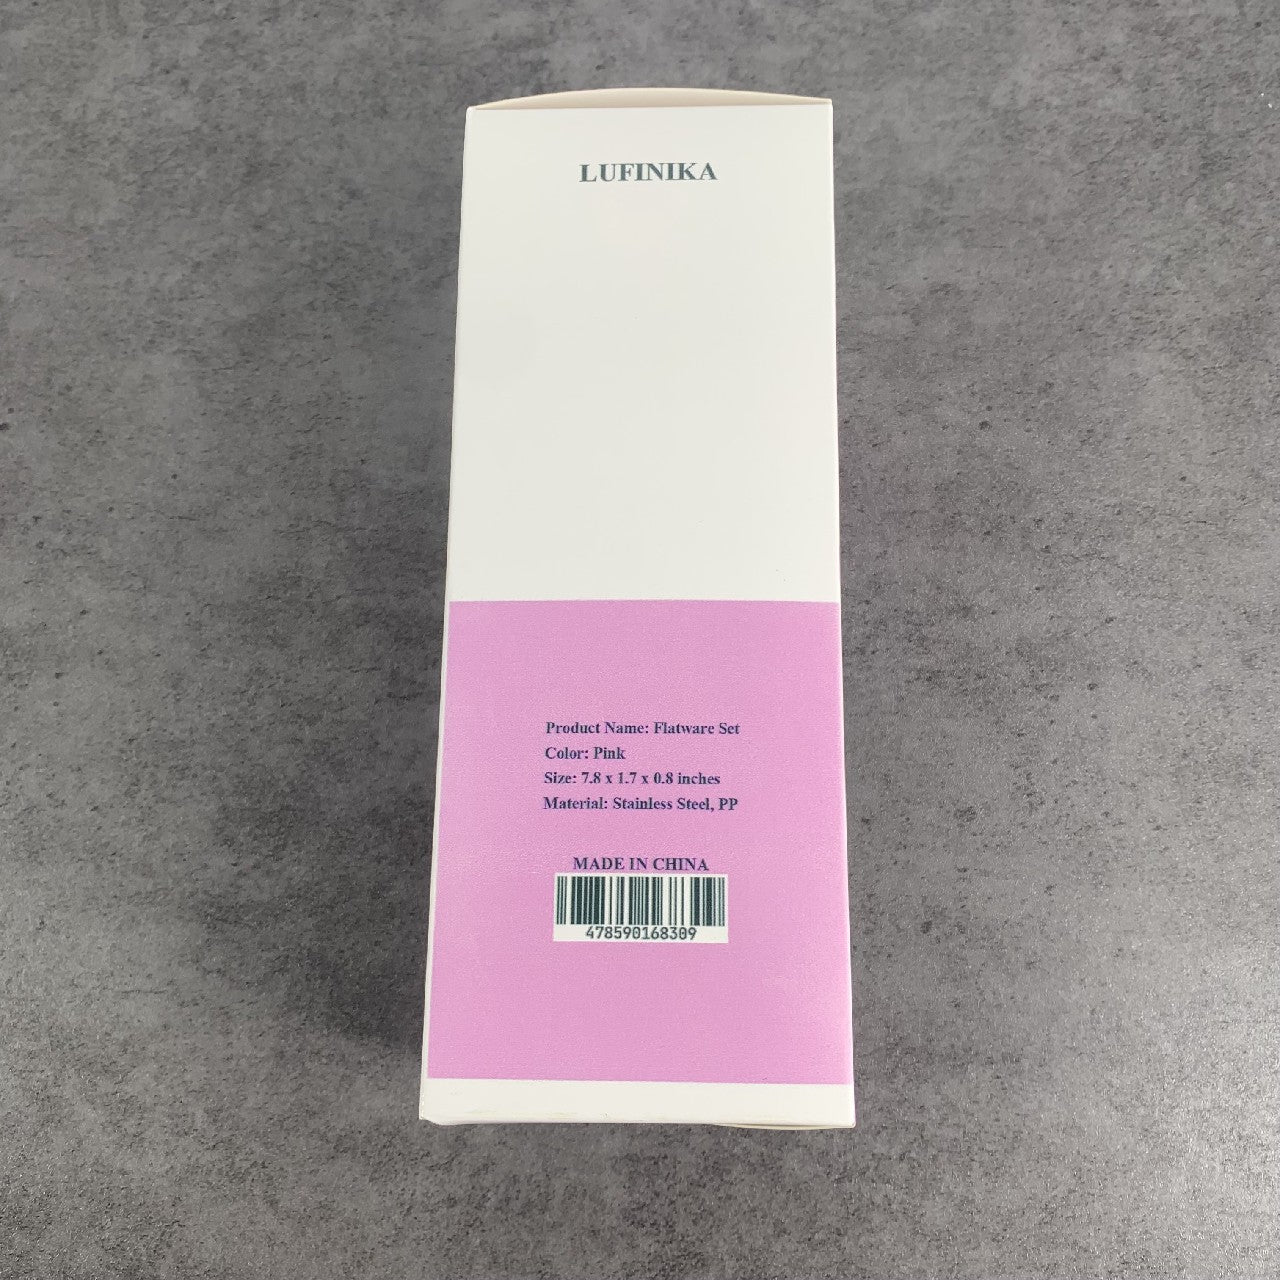 LUFINIKA
Product Name: Flatware Set
Color: Pink
Size: 7.8 x 1.7 x 0.8 inches
Material: Stainless Steel, PP
MADE IN CHINA
478590168309